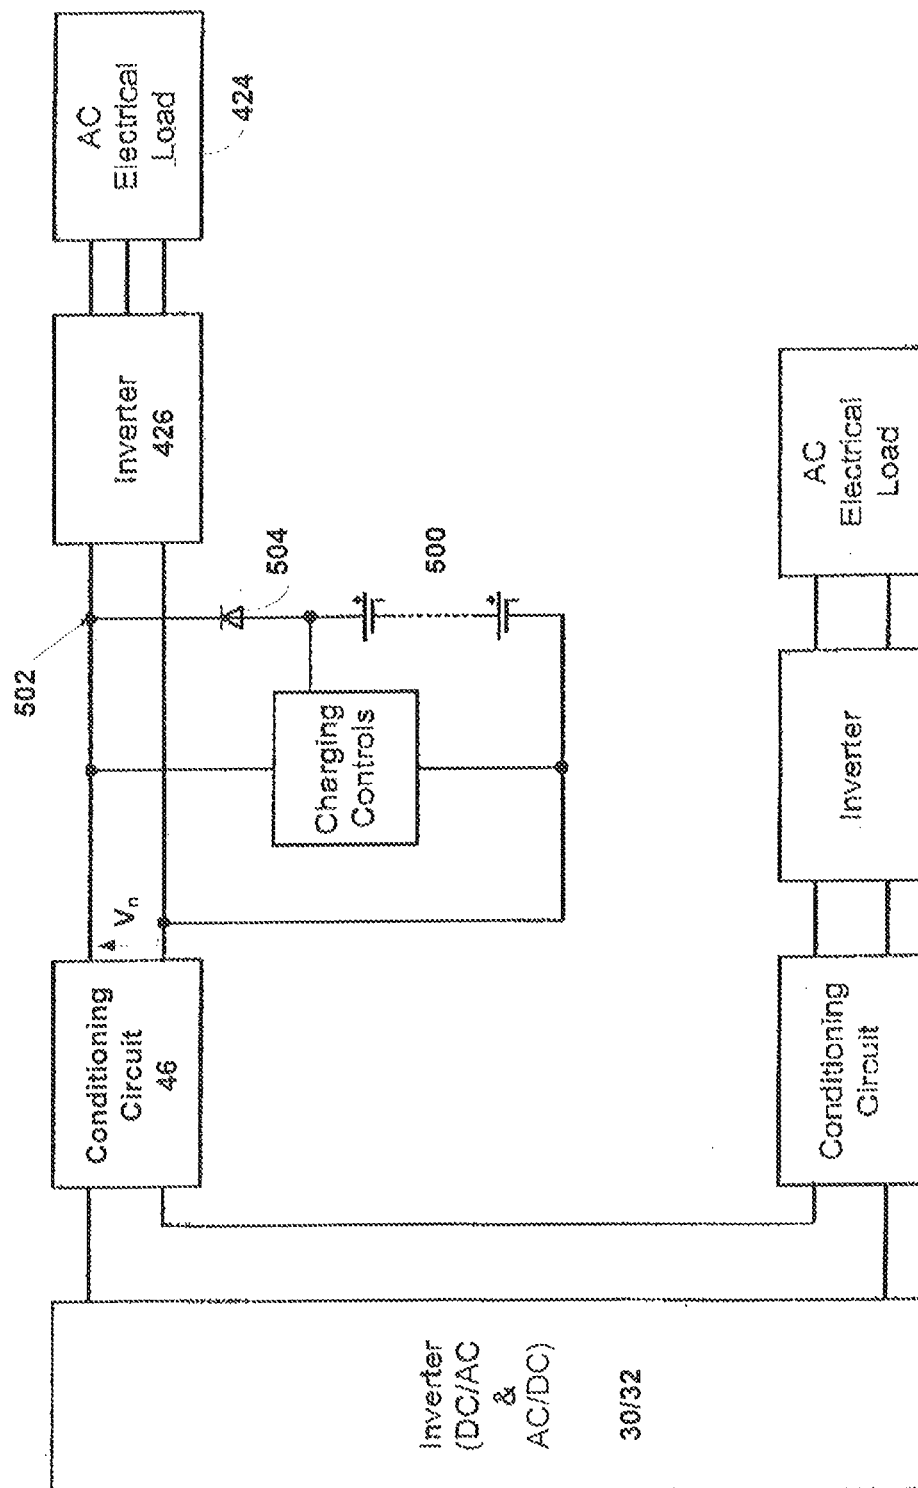 AC
Electrical
Load
424
Inverter
426
502
504
500
Charging
Controls
Vn
Conditioning
Circuit
46
AC
Electrical
Load
Inverter
Conditioning
Circuit
Inverter
(DC/AC
&
AC/DC)
30/32